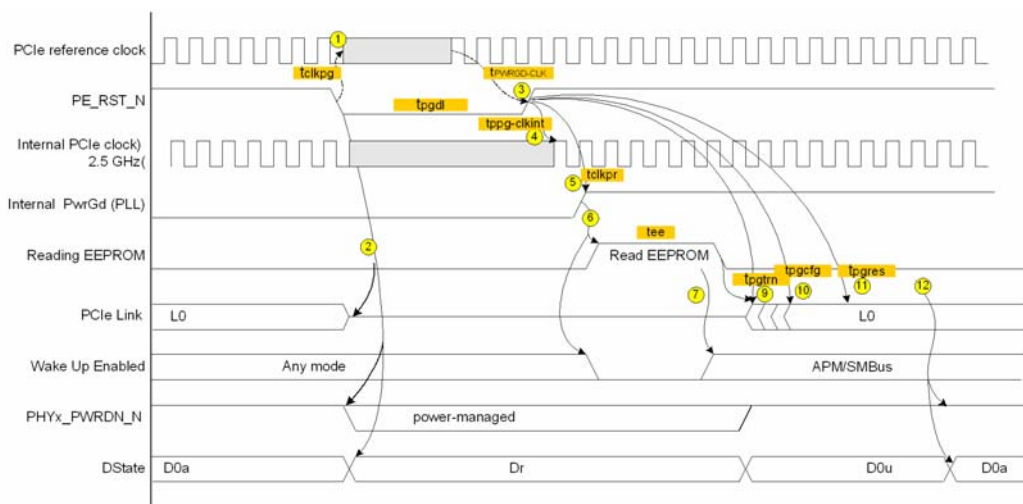 PCIe reference clock
1
tclkpg
tPWRGD-CLK
PE_RST_N
3
tpgdl
tppg-clkint
Internal PCIe clock)
2.5 GHz(
4
tclkpr
5
Internal PwrGd (PLL)
6
tee
Reading EEPROM
2
Read EEPROM
tpgtrn
tpgcfg
tpgres
7
9
10
11
12
PCIe Link
L0
L0
Wake Up Enabled
Any mode
APM/SMBus
PHYx_PWRDN_N
power-managed
DState
D0a
Dr
D0u
D0a